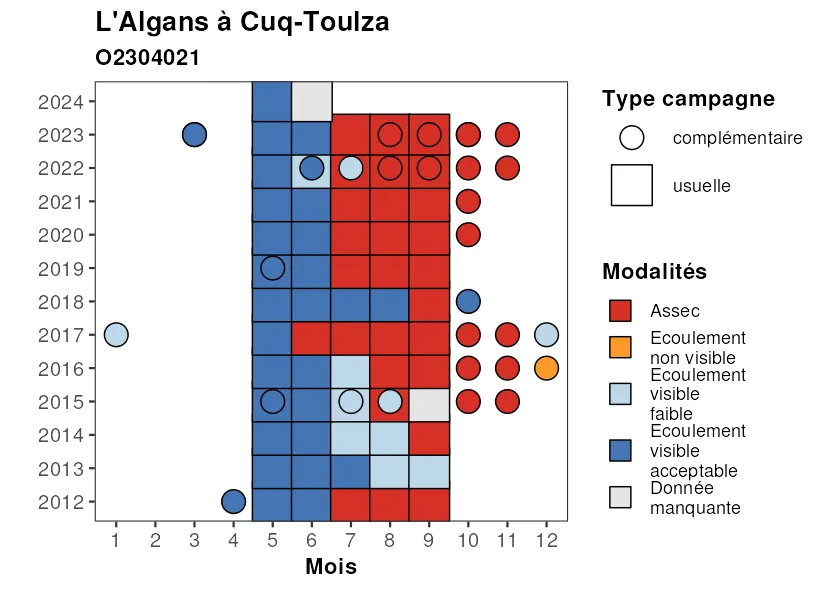 L'Algans à Cuq-Toulza
O2304021
2024
2023
2022
2021
2020
2019
2018
2017
2016
2015
2014
2013
2012
1 2 3 4 5 6 7 8 9 10 11 12
Mois
Type campagne
complémentaire
usuelle
Modalités
Assec
Ecoulement
non visible
Ecoulement
visible
faible
Ecoulement
visible
acceptable
Donnée
manquante